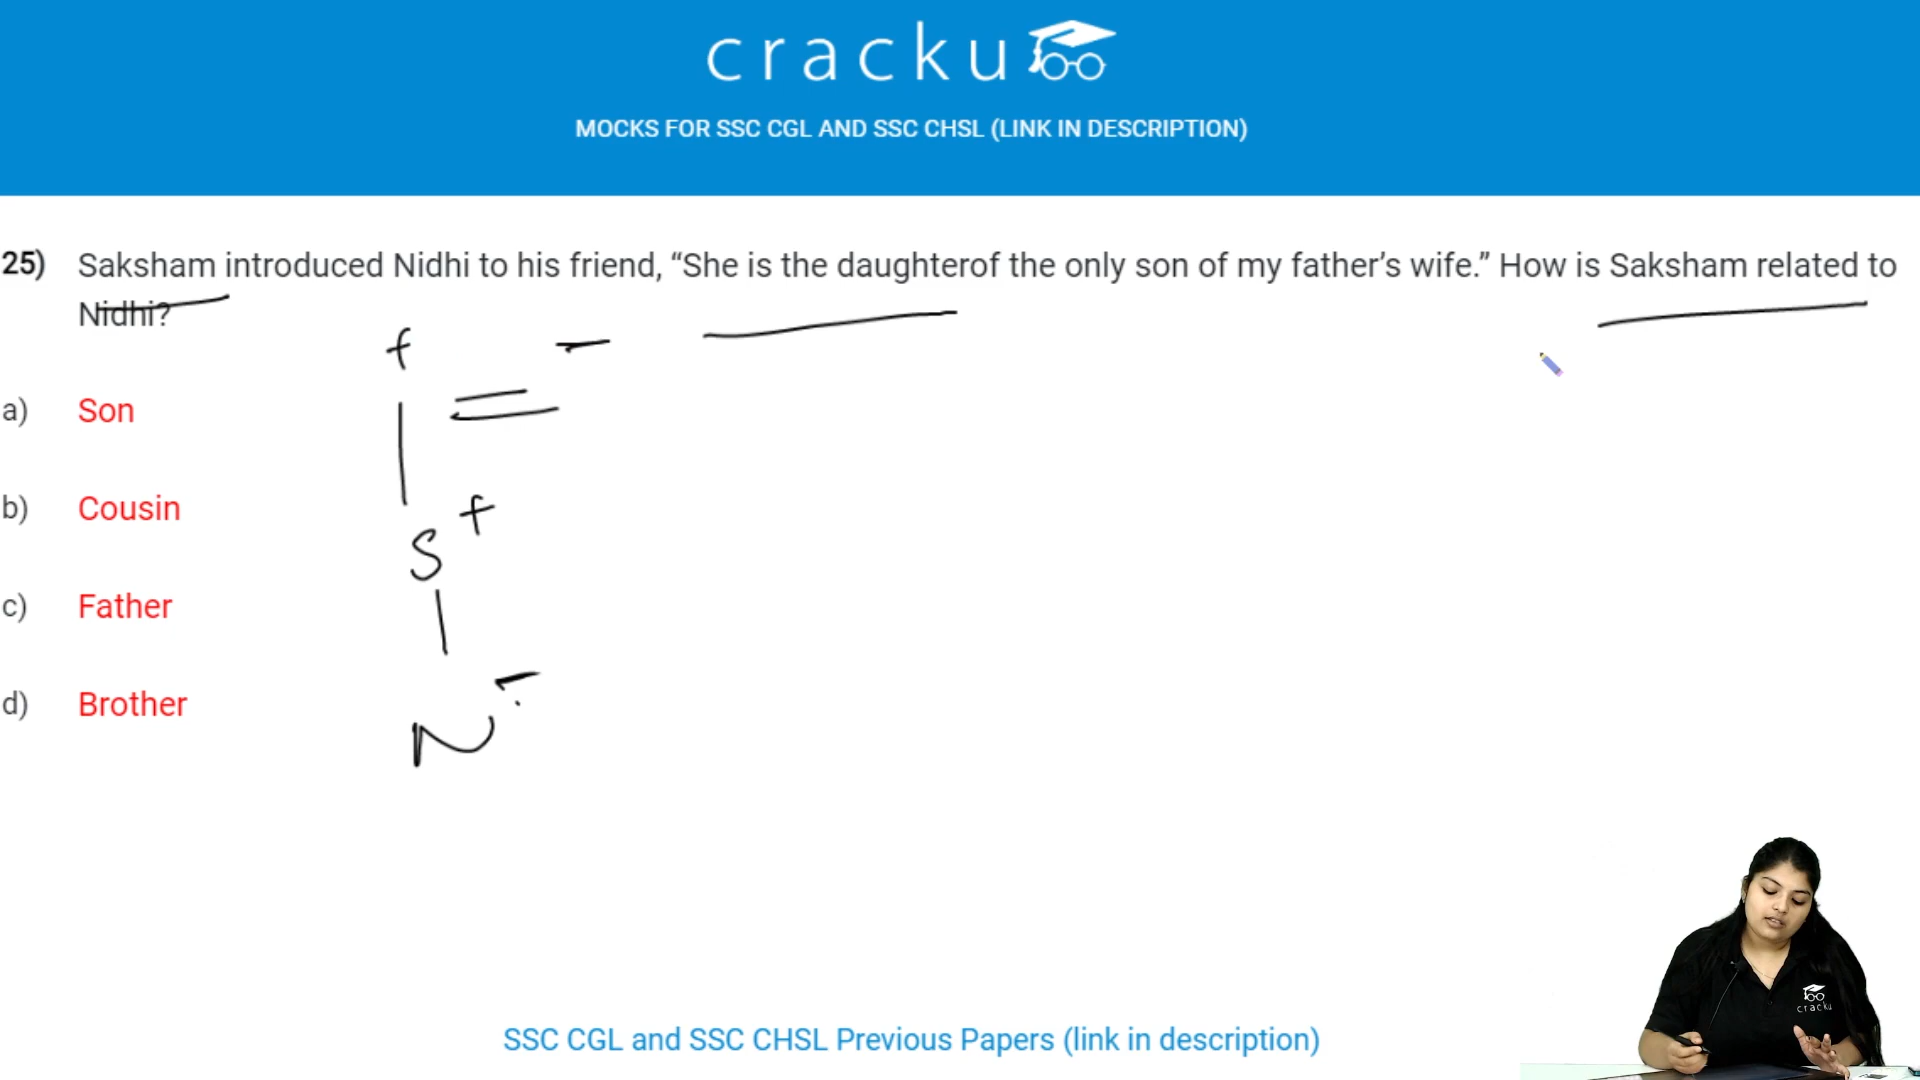 cracku
MOCKS FOR SSC CGL AND SSC CHSL (LINK IN DESCRIPTION)
25) Saksham introduced Nidhi to his friend, “She is the daughterof the only son of my father’s wife.” How is Saksham related to
Nidhi?
f −
a) Son
=
b) Cousin
S +
c) Father
d) Brother
N −
cracku
SSC CGL and SSC CHSL Previous Papers (link in description)